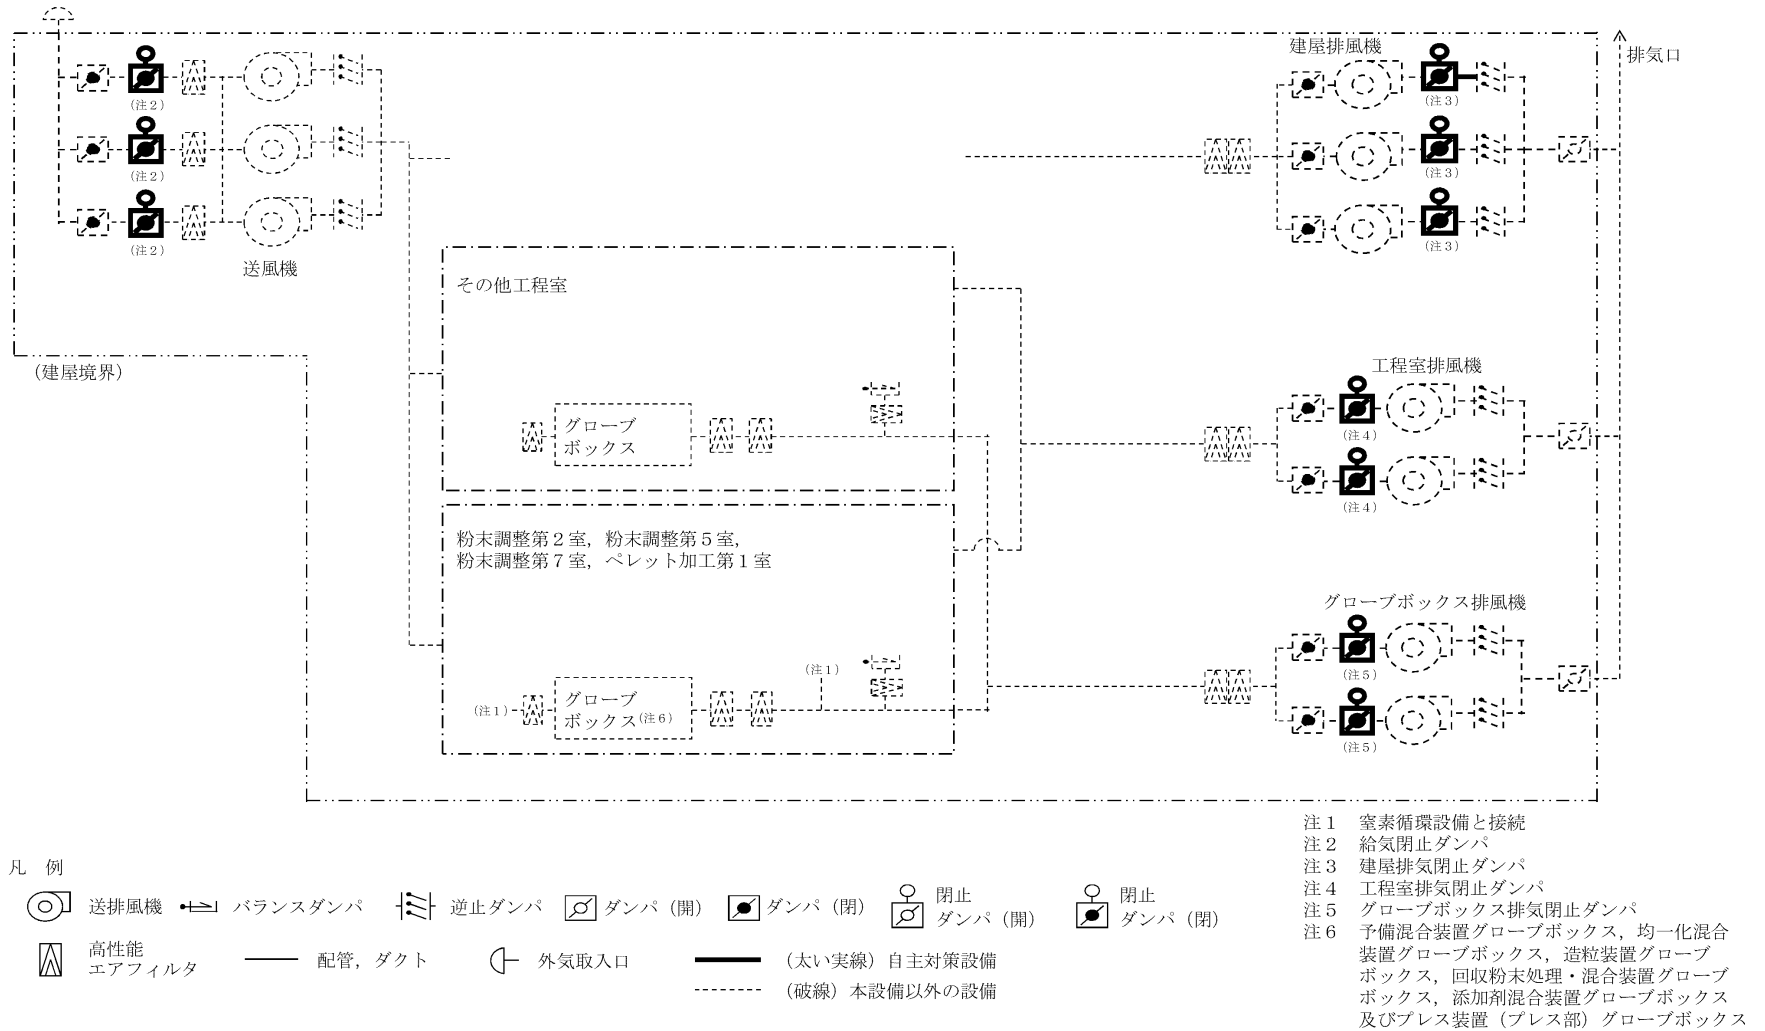 建屋排風機
排気口
（注２）
（注３）
（注２）
（注３）
（注２）
（注３）
送風機
その他工程室
（建屋境界）
工程室排風機
グローブ
ボックス
（注４）
（注４）
粉末調整第２室，粉末調整第５室，
粉末調整第７室，ペレット加工第１室
グローブボックス排風機
（注１）
（注５）
（注１）
グローブ
ボックス（注６）
（注５）
注１　窒素循環設備と接続
注２　給気閉止ダンパ
注３　建屋排気閉止ダンパ
注４　工程室排気閉止ダンパ
注５　グローブボックス排気閉止ダンパ
注６　予備混合装置グローブボックス，均一化混合
装置グローブボックス，造粒装置グローブ
ボックス，回収粉末処理・混合装置グローブ
ボックス，添加剤混合装置グローブボックス
及びプレス装置（プレス部）グローブボックス
凡　例
送排風機
バランスダンパ
逆止ダンパ
ダンパ（開）
ダンパ（閉）
閉止
ダンパ（開）
閉止
ダンパ（閉）
高性能
エアフィルタ
配管，ダクト
外気取入口
（太い実線）自主対策設備
（破線）本設備以外の設備